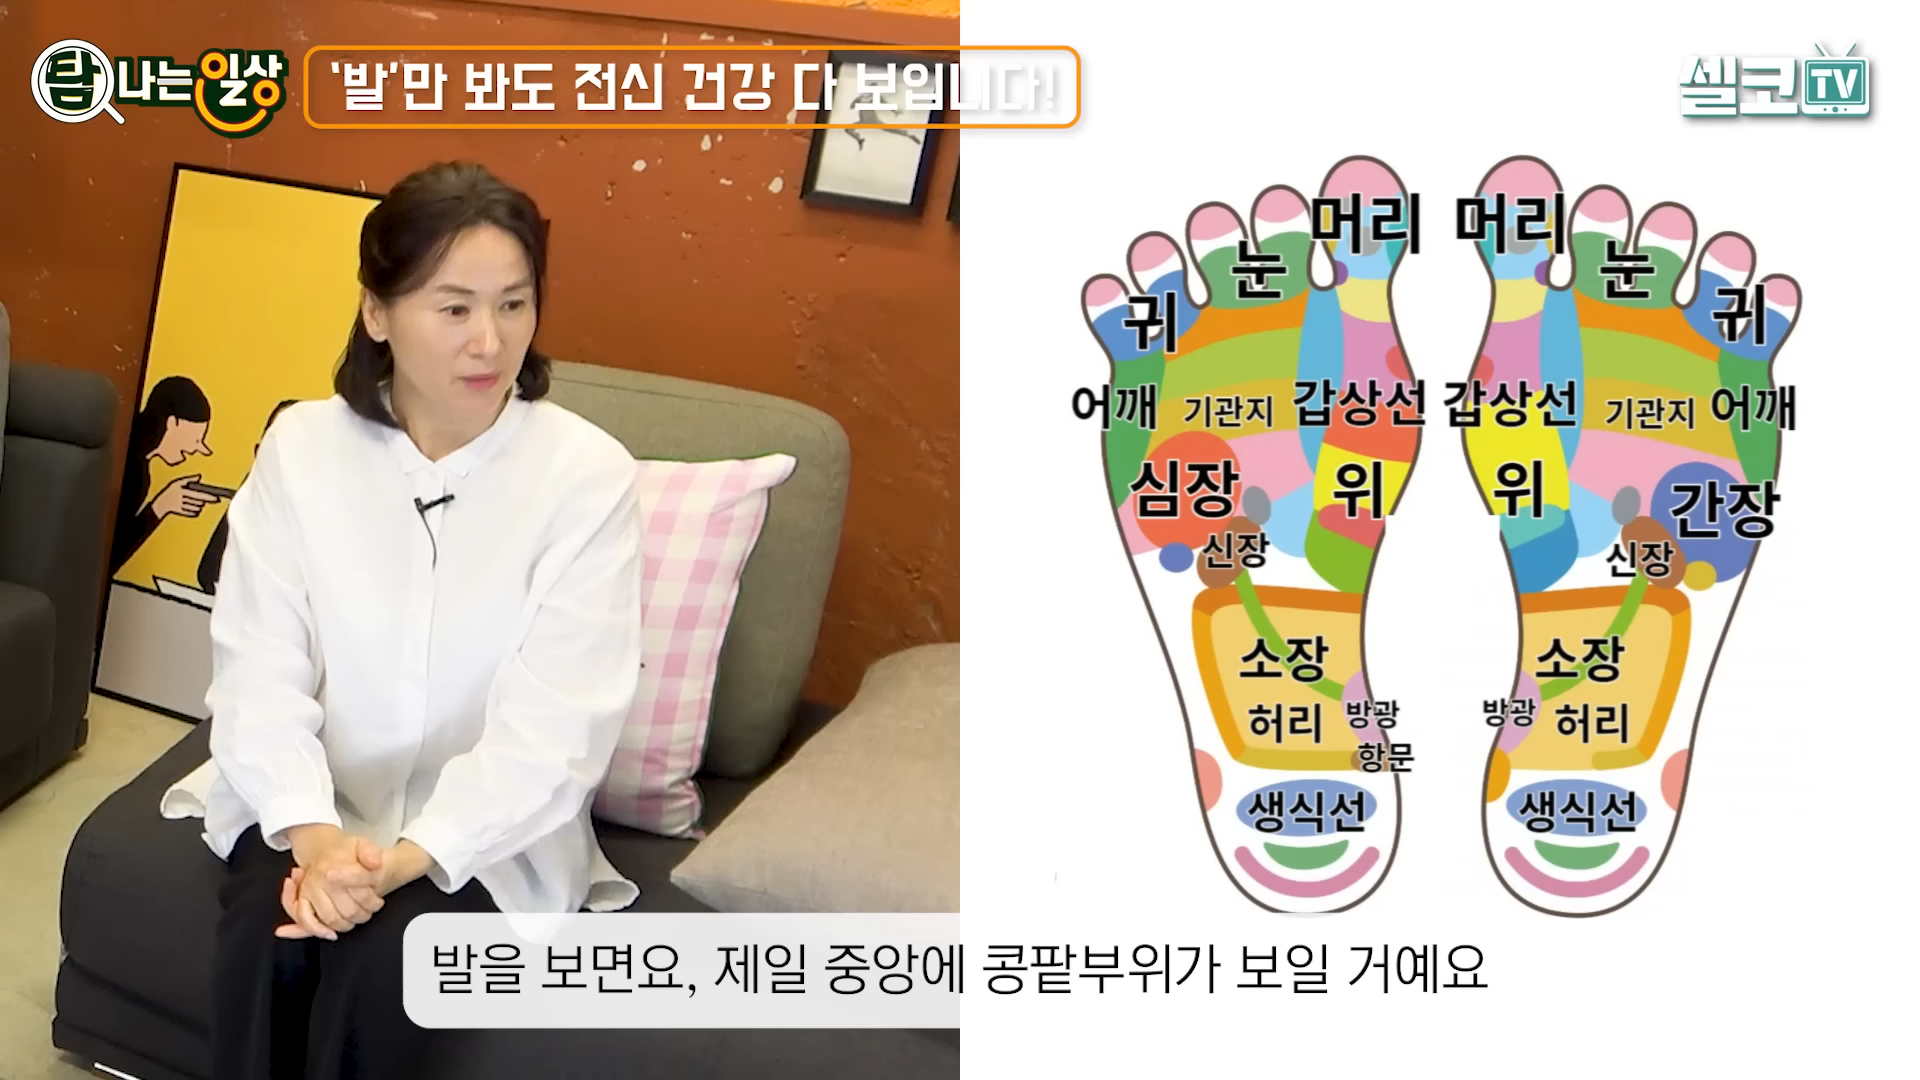 땀나는일상
'발'만 봐도 전신 건강 다 보입니다!
셀코TV
머리 머리
눈 눈
귀 귀
어깨 기관지 갑상선 갑상선 기관지 어깨
심장 위 위 간장
신장 신장
소장 소장
허리 방광 방광 허리
항문
생식선 생식선
발을 보면요, 제일 중앙에 콩팥부위가 보일 거예요